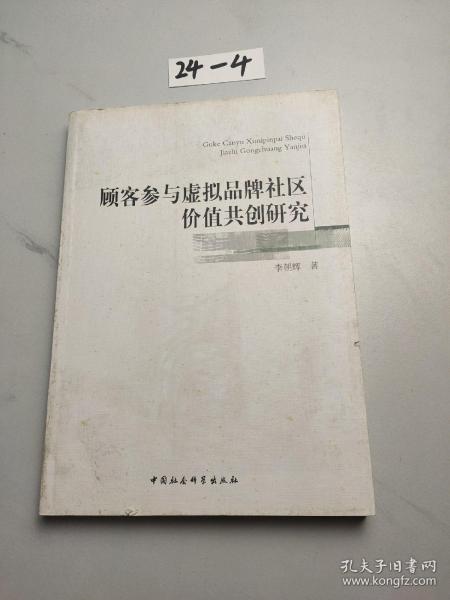 24-4
Guke Canyu Xunipinpai Shequ
Jiazhi Gongchuang Yanjiu
顾客参与虚拟品牌社区
价值共创研究
李朝辉 著
中国社会科学出版社
孔夫子旧书网
www.kongfz.com